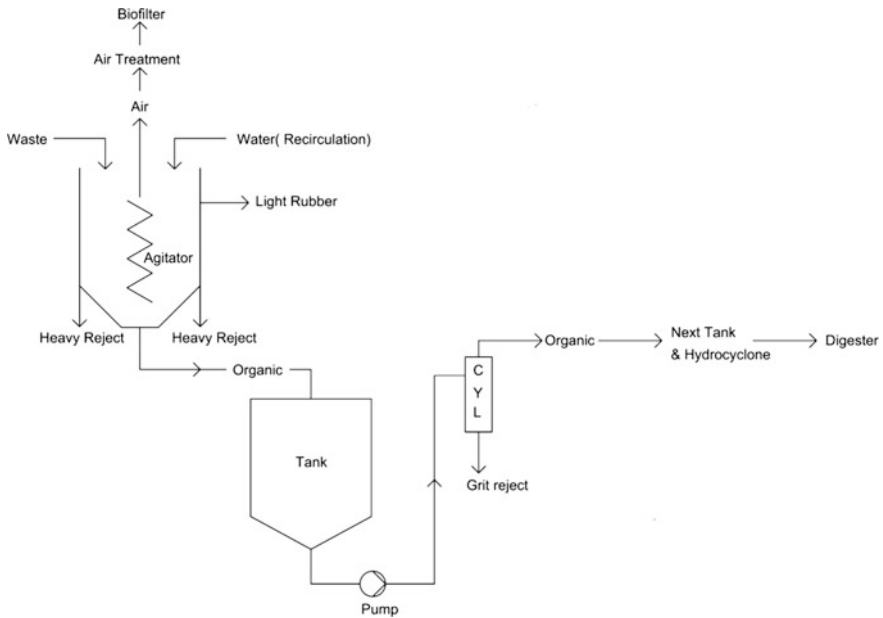 Biofilter
Air Treatment
Air
Waste
Water( Recirculation)
Light Rubber
Agitator
Heavy Reject
Heavy Reject
Organic
Tank
Pump
C
Y
L
Grit reject
Organic
Next Tank
& Hydrocyclone
Digester